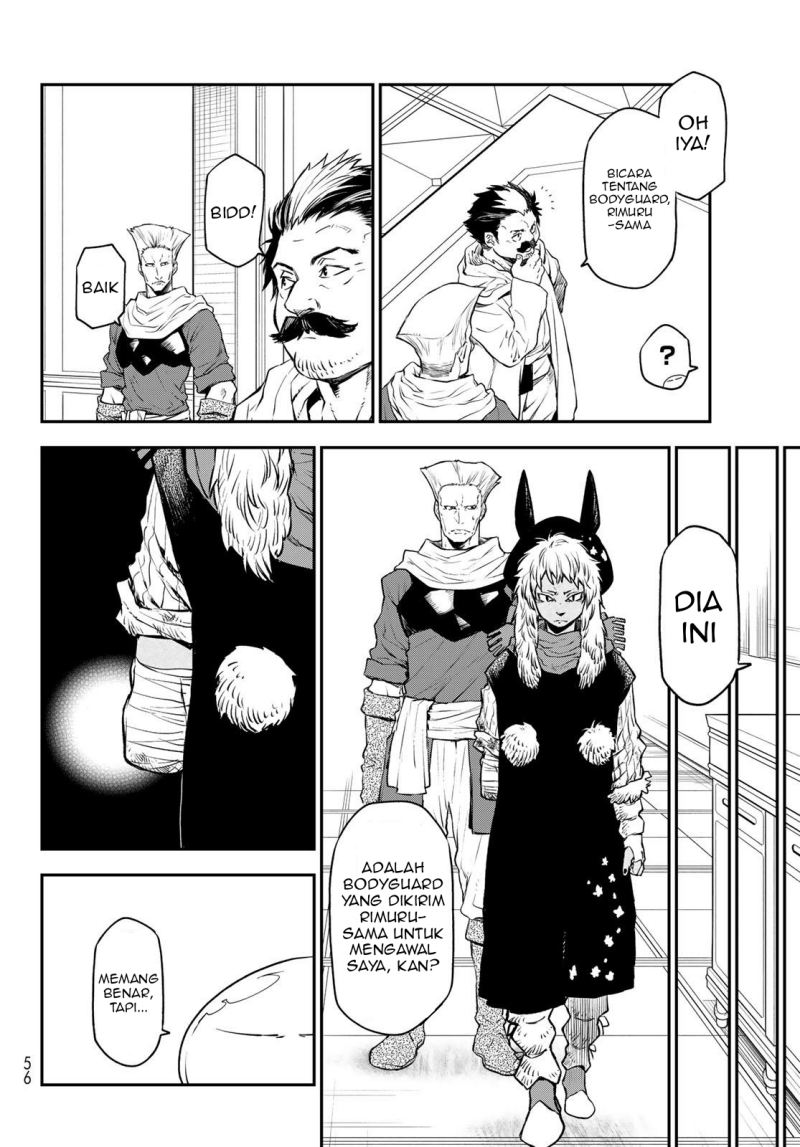 OH
IYA!
BICARA
TENTANG
BODYGUARD,
RIMURU
-SAMA
?
BIDD!
BAIK
DIA
INI
ADALAH
BODYGUARD
YANG DIKIRIM
RIMURU-
SAMA UNTUK
MENGAWAL
SAYA, KAN?
MEMANG
BENAR,
TAPI...
56